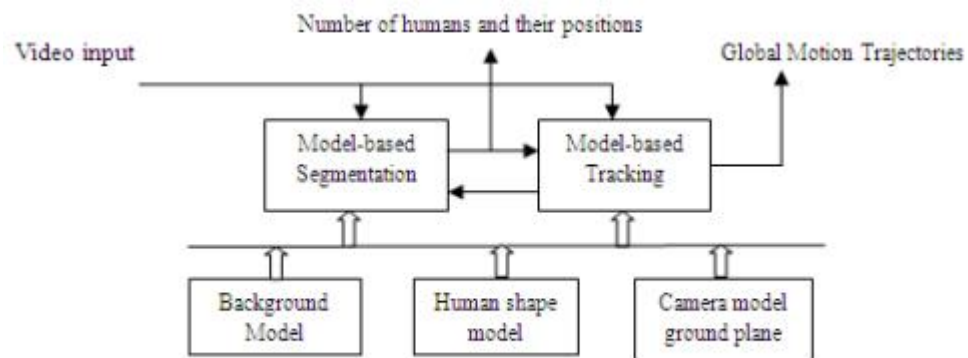 Number of humans and their positions
Video input
Global Motion Trajectories
Model-based
Segmentation
Model-based
Tracking
Background
Model
Human shape
model
Camera model
ground plane